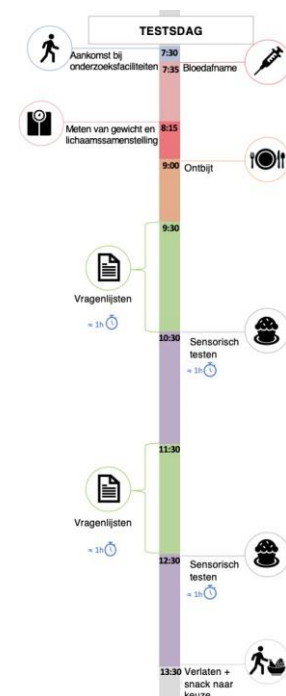 TESTSDAG
7:30
Aankomst bij
onderzoeksfaciliteiten
7:35 Bloedafname
8:15
Meten van gewicht en
lichaamssamenstelling
9:00 Ontbijt
9:30
Vragenlijsten
≈ 1h
10:30
Sensorisch
testen
≈ 1h
11:30
Vragenlijsten
≈ 1h
12:30
Sensorisch
testen
≈ 1h
13:30 Verlaten +
snack naar
keuze